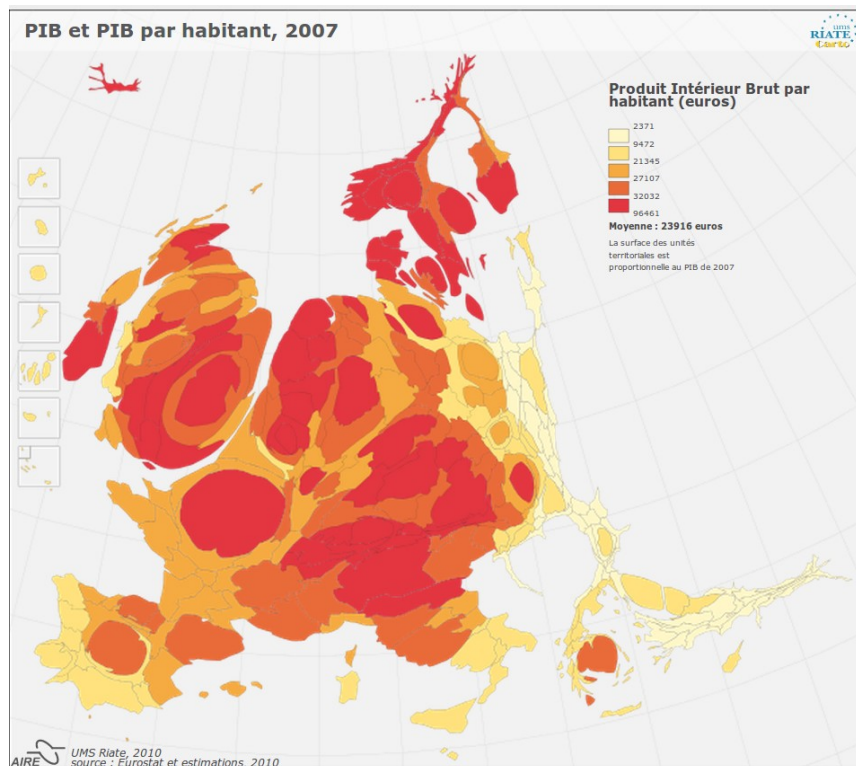 PIB et PIB par habitant, 2007
ums
RIATE
Carto
Produit Intérieur Brut par
habitant (euros)
2371
9472
21345
27107
32032
96461
Moyenne : 23916 euros
La surface des unités
territoriales est
proportionnelle au PIB de 2007
AIRE
UMS Riate, 2010
source : Eurostat et estimations, 2010